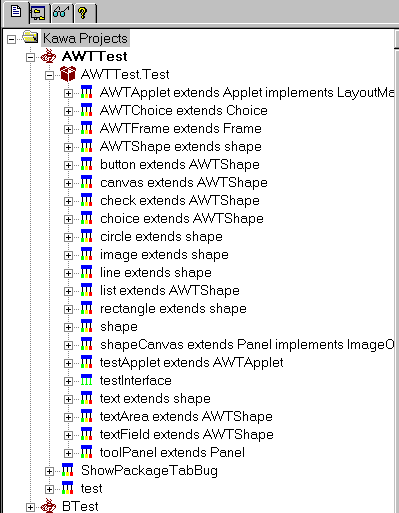 ?
Kawa Projects
AWTTest
AWTTest.Test
AWTApplet extends Applet implements LayoutMa
AWTChoice extends Choice
AWTFrame extends Frame
AWTShape extends shape
button extends AWTShape
canvas extends AWTShape
check extends AWTShape
choice extends AWTShape
circle extends shape
image extends shape
line extends shape
list extends AWTShape
rectangle extends shape
shape
shapeCanvas extends Panel implements ImageO
testApplet extends AWTApplet
testInterface
text extends shape
textArea extends AWTShape
textField extends AWTShape
toolPanel extends Panel
ShowPackageTabBug
test
BTest